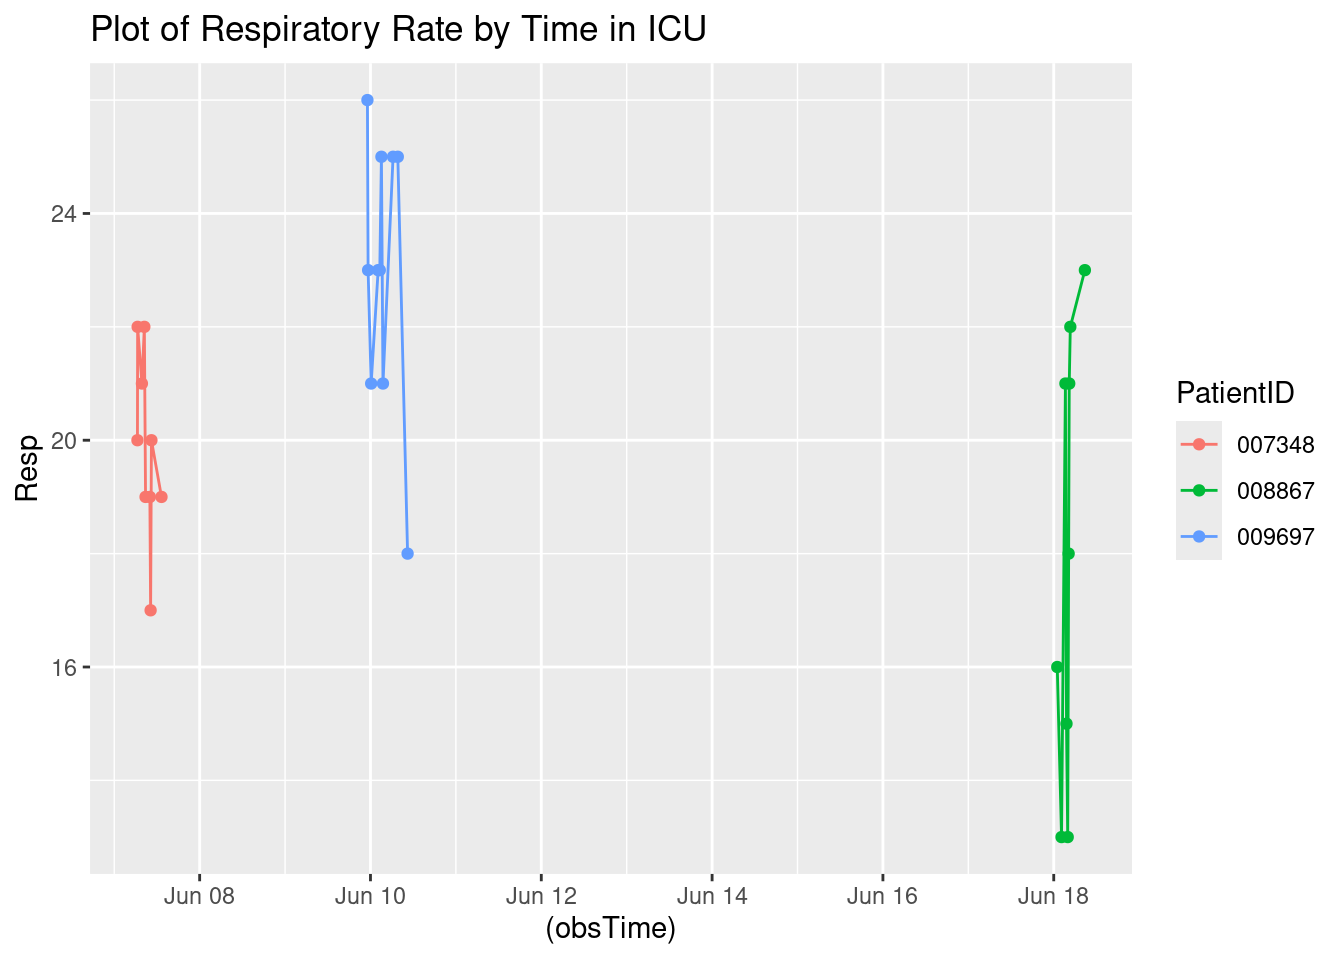 Plot of Respiratory Rate by Time in ICU
24
20
16
Resp
Jun 08 Jun 10 Jun 12 Jun 14 Jun 16 Jun 18
(obsTime)
PatientID
007348
008867
009697